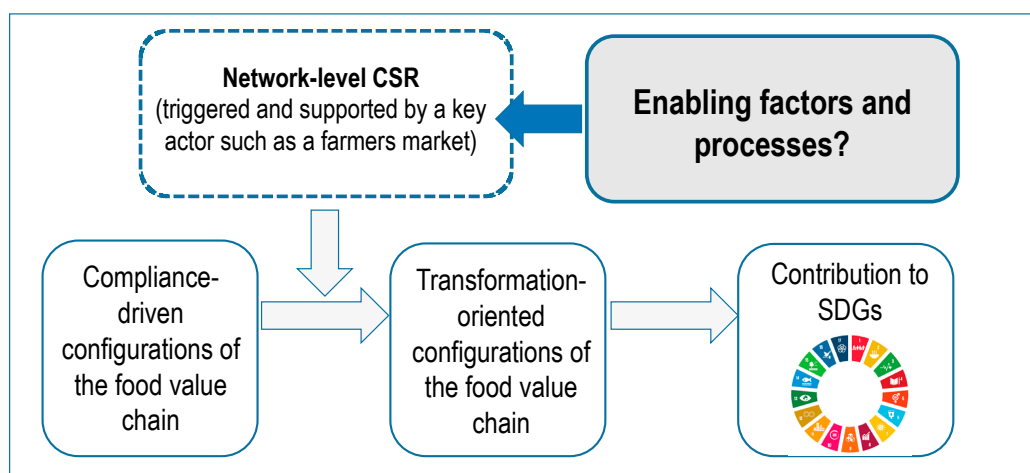 Network-level CSR
(triggered and supported by a key
actor such as a farmers market)
Enabling factors and
processes?
Compliance-
driven
configurations of
the food value
chain
Transformation-
oriented
configurations of
the food value
chain
Contribution to
SDGs